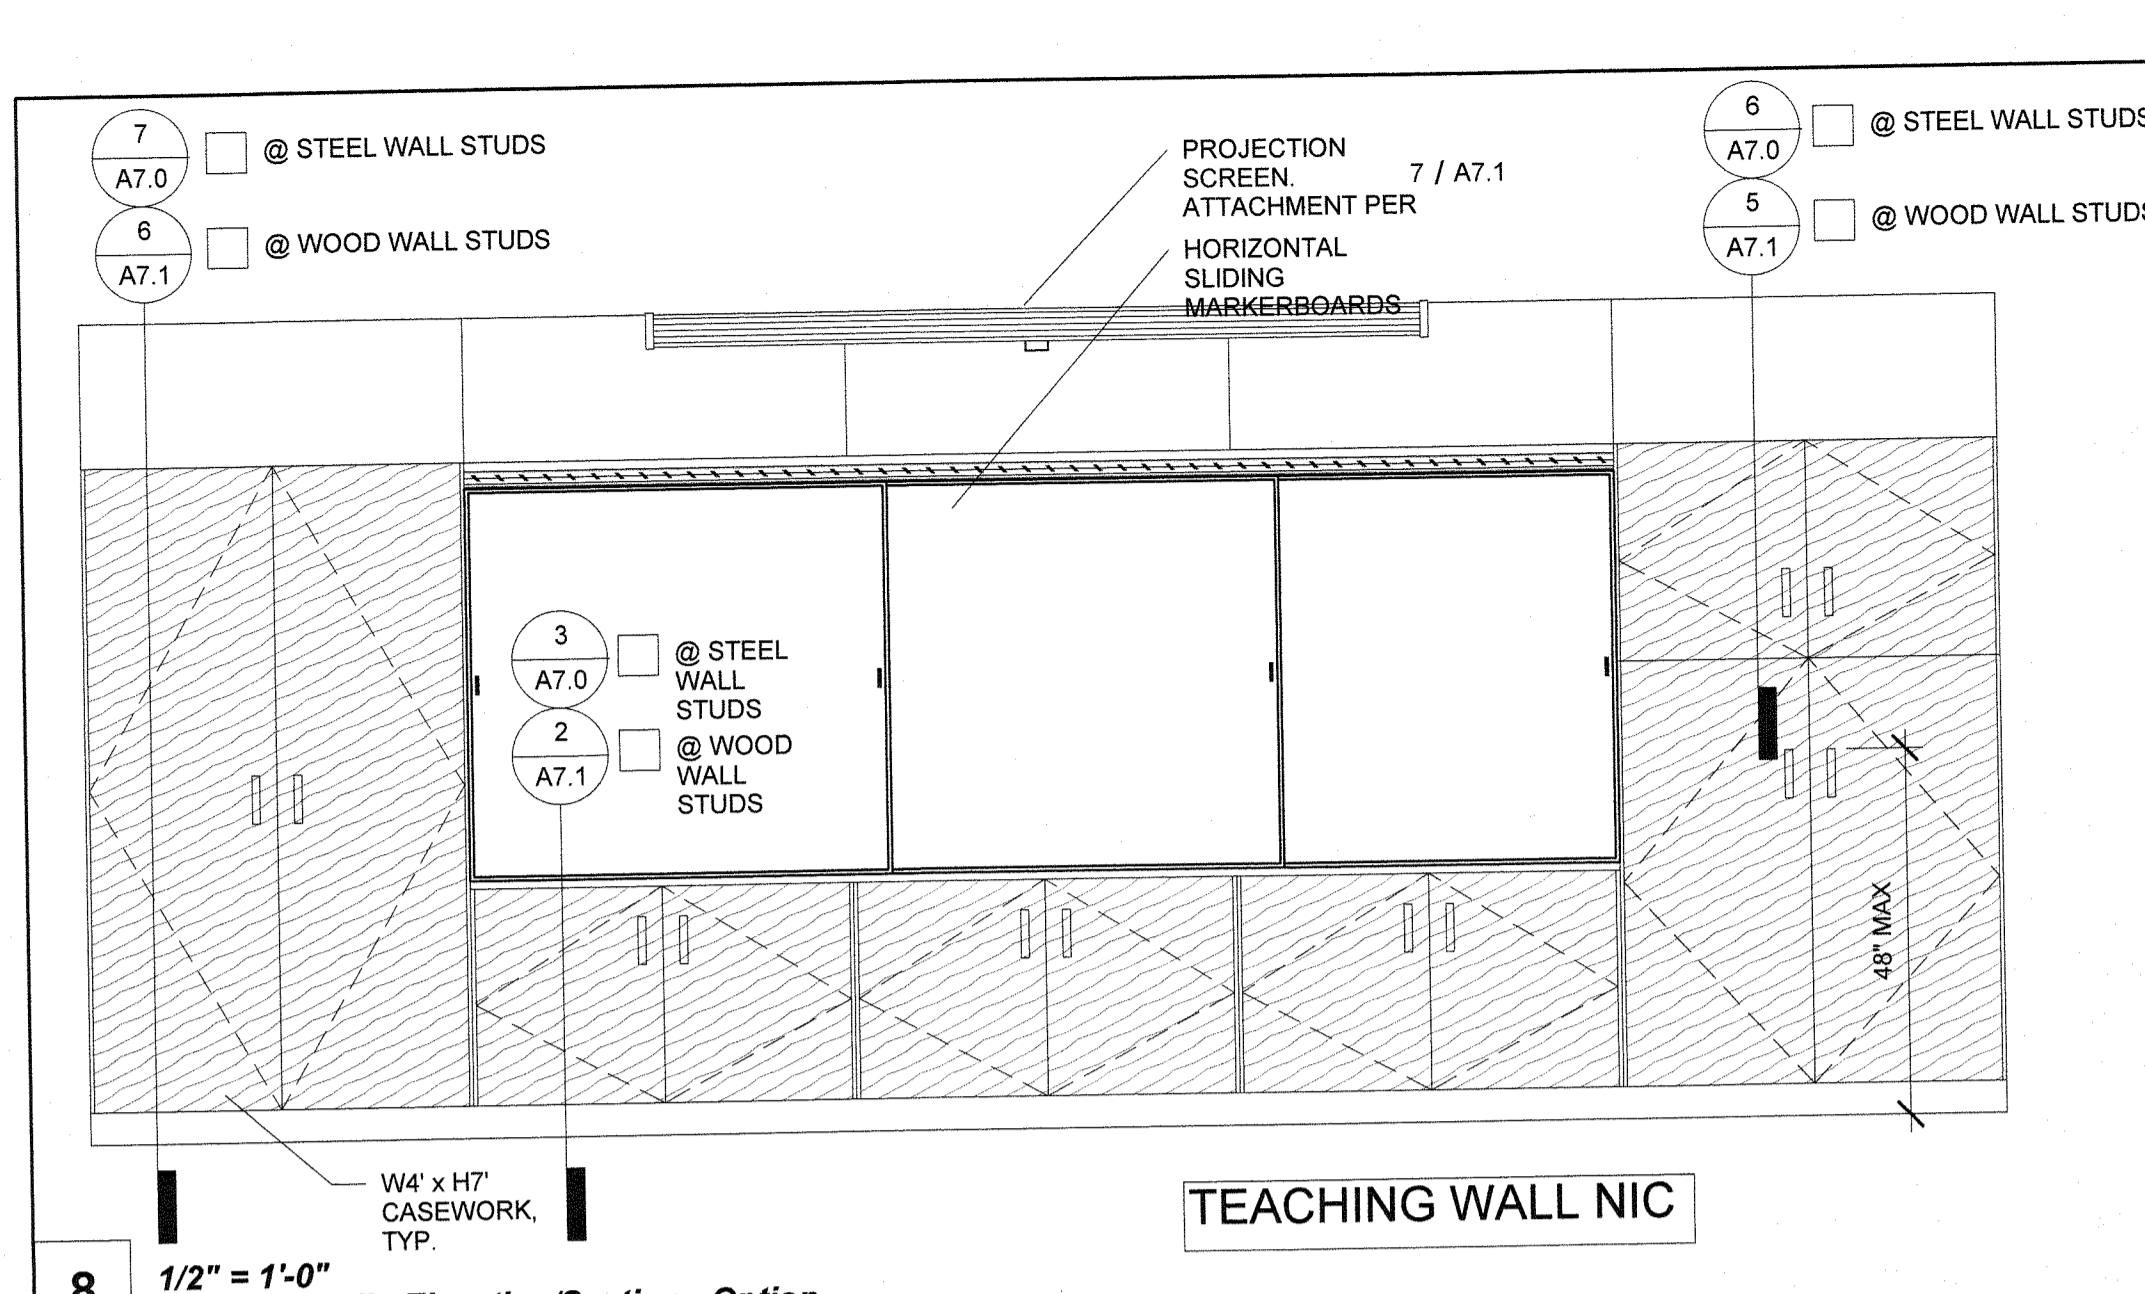 7
A7.0
@ STEEL WALL STUDS
6
A7.1
@ WOOD WALL STUDS
PROJECTION
SCREEN. 7 / A7.1
ATTACHMENT PER
HORIZONTAL
SLIDING
MARKERBOARDS
6
A7.0
@ STEEL WALL STUDS
5
A7.1
@ WOOD WALL STUDS
3
A7.0
@ STEEL
WALL
STUDS
2
A7.1
@ WOOD
WALL
STUDS
48" MAX
W4' x H7'
CASEWORK,
TYP.
TEACHING WALL NIC
8
1/2" = 1'-0"